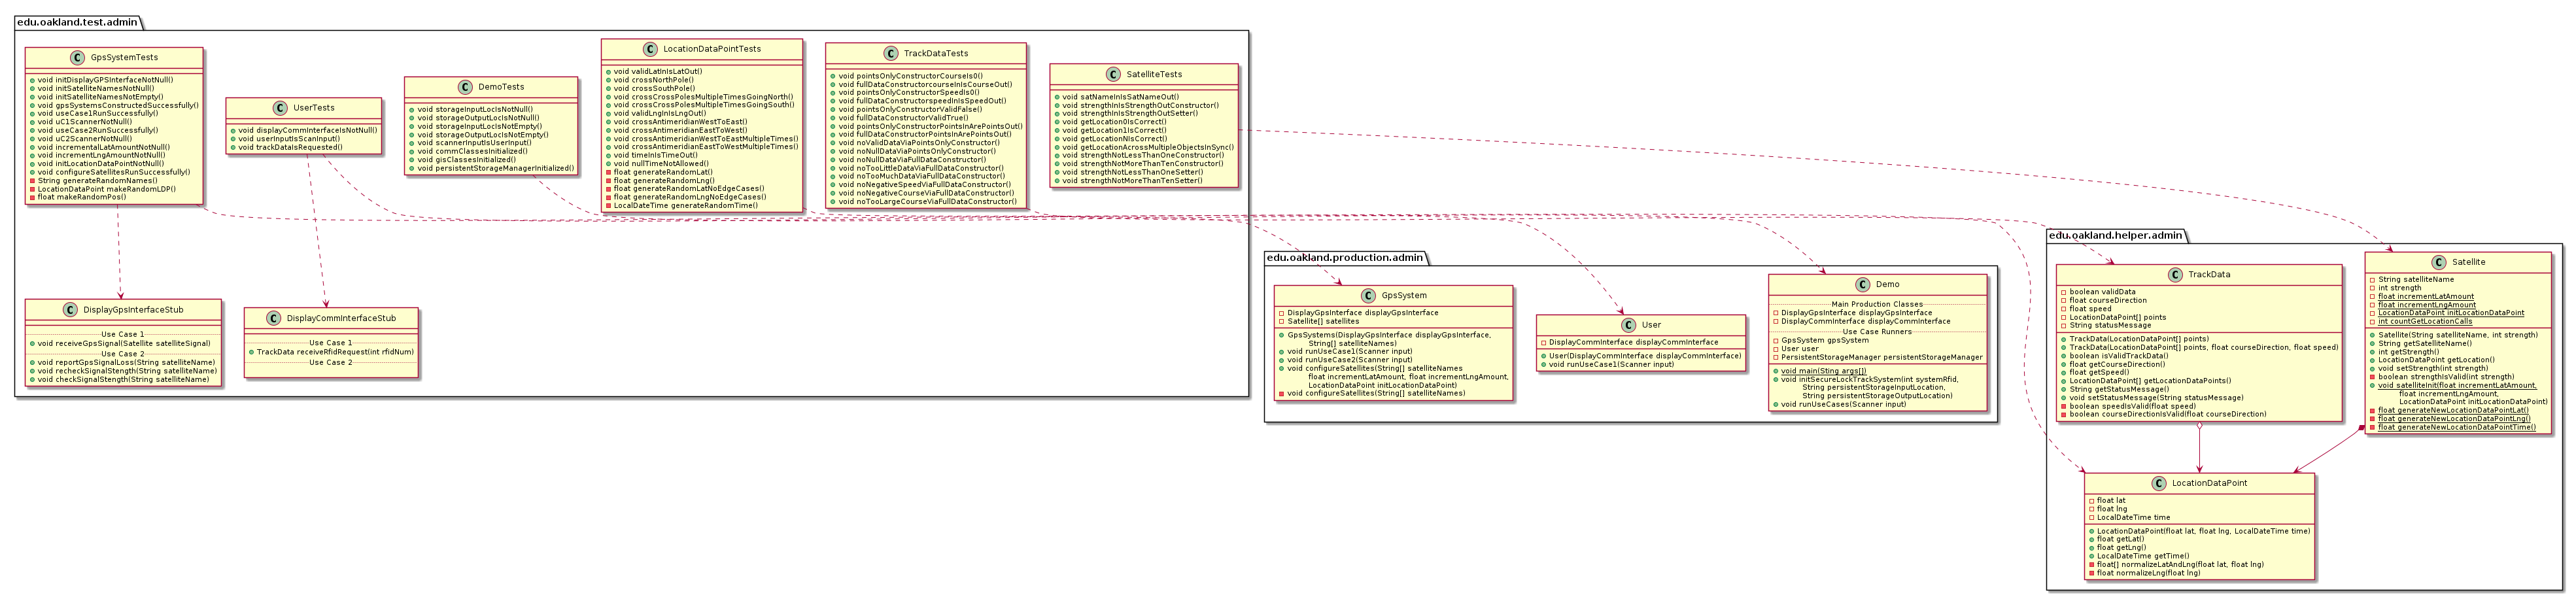 edu.oakland.test.admin
GpsSystemTests
void initDisplayGPSInterfaceNotNull()
void initSatelliteNamesNotNull()
void initSatelliteNamesNotEmpty()
void gpsSystemsConstructedSuccessfully()
void useCase1RunSuccessfully()
void uC1ScannerNotNull()
void useCase2RunSuccessfully()
void uC2ScannerNotNull()
void incrementalLatAmountNotNull()
void incrementLngAmountNotNull()
void initLocationDataPointNotNull()
void configureSatellitesRunSuccessfully()
String generateRandomNames()
LocationDataPoint makeRandomLDP()
float makeRandomPos()
UserTests
void displayCommInterfaceIsNotNull()
void userInputIsScanInput()
void trackDataIsRequested()
DemoTests
void storageInputLocIsNotNull()
void storageOutputLocIsNotNull()
void storageInputLocIsNotEmpty()
void storageOutputLocIsNotEmpty()
void scannerInputIsUserInput()
void commClassesInitialized()
void gisClassesInitialized()
void persistentStorageManagerInitialized()
LocationDataPointTests
void validLatInIsLatOut()
void crossNorthPole()
void crossSouthPole()
void crossCrossPolesMultipleTimesGoingNorth()
void crossCrossPolesMultipleTimesGoingSouth()
void validLngInIsLngOut()
void crossAntimeridianWestToEast()
void crossAntimeridianEastToWest()
void crossAntimeridianWestToEastMultipleTimes()
void crossAntimeridianEastToWestMultipleTimes()
void timeInIsTimeOut()
void nullTimeNotAllowed()
float generateRandomLat()
float generateRandomLng()
float generateRandomLatNoEdgeCases()
float generateRandomLngNoEdgeCases()
LocalDateTime generateRandomTime()
TrackDataTests
void pointsOnlyConstructorCourseIs0()
void fullDataConstructorcourseInIsCourseOut()
void pointsOnlyConstructorSpeedIs0()
void fullDataConstructorspeedInIsSpeedOut()
void pointsOnlyConstructorValidFalse()
void fullDataConstructorValidTrue()
void pointsOnlyConstructorPointsInArePointsOut()
void fullDataConstructorPointsInArePointsOut()
void noValidDataViaPointsOnlyConstructor()
void noNullDataViaPointsOnlyConstructor()
void noNullDataViaFullDataConstructor()
void noTooLittleDataViaFullDataConstructor()
void noTooMuchDataViaFullDataConstructor()
void noNegativeSpeedViaFullDataConstructor()
void noNegativeCourseViaFullDataConstructor()
void noTooLargeCourseViaFullDataConstructor()
SatelliteTests
void satNameInIsSatNameOut()
void strengthInIsStrengthOutConstructor()
void strengthInIsStrengthOutSetter()
void getLocation0IsCorrect()
void getLocation1IsCorrect()
void getLocationNIsCorrect()
void getLocationAcrossMultipleObjectsInSync()
void strengthNotLessThanOneConstructor()
void strengthNotMoreThanTenConstructor()
void strengthNotLessThanOneSetter()
void strengthNotMoreThanTenSetter()
DisplayGpsInterfaceStub
Use Case 1
void receiveGpsSignal(Satellite satelliteSignal)
Use Case 2
void reportGpsSignalLoss(String satelliteName)
void recheckSignalStength(String satelliteName)
void checkSignalStength(String satelliteName)
DisplayCommInterfaceStub
Use Case 1
TrackData receiveRfidRequest(int rfidNum)
Use Case 2
edu.oakland.production.admin
GpsSystem
DisplayGpsInterface displayGpsInterface
Satellite[] satellites
GpsSystems(DisplayGpsInterface displayGpsInterface,
String[] satelliteNames)
void runUseCase1(Scanner input)
void runUseCase2(Scanner input)
void configureSatellites(String[] satelliteNames
float incrementLatAmount, float incrementLngAmount,
LocationDataPoint initLocationDataPoint)
void configureSatellites(String[] satelliteNames)
User
DisplayCommInterface displayCommInterface
User(DisplayCommInterface displayCommInterface)
void runUseCase1(Scanner input)
Demo
Main Production Classes
DisplayGpsInterface displayGpsInterface
DisplayCommInterface displayCommInterface
Use Case Runners
GpsSystem gpsSystem
User user
PersistentStorageManager persistentStorageManager
void main(String args[])
void initSecureLockTrackSystem(int systemRfid,
String persistentStorageInputLocation,
String persistentStorageOutputLocation)
void runUseCases(Scanner input)
edu.oakland.helper.admin
TrackData
boolean validData
float courseDirection
float speed
LocationDataPoint[] points
String statusMessage
TrackData(LocationDataPoint[] points)
TrackData(LocationDataPoint[] points, float courseDirection, float speed)
boolean isValidTrackData()
float getCourseDirection()
float getSpeed()
LocationDataPoint[] getLocationDataPoints()
String getStatusMessage()
void setStatusMessage(String statusMessage)
boolean speedIsValid(float speed)
boolean courseDirectionIsValid(float courseDirection)
Satellite
String satelliteName
int strength
float incrementLatAmount
float incrementLngAmount
LocationDataPoint initLocationDataPoint
int countGetLocationCalls
Satellite(String satelliteName, int strength)
String getSatelliteName()
int getStrength()
LocationDataPoint getLocation()
void setStrength(int strength)
boolean strengthIsValid(int strength)
void satelliteInit(float incrementLatAmount,
float incrementLngAmount,
LocationDataPoint initLocationDataPoint)
float generateNewLocationDataPointLat()
float generateNewLocationDataPointLng()
float generateNewLocationDataPointTime()
LocationDataPoint
float lat
float lng
LocalDateTime time
LocationDataPoint(float lat, float lng, LocalDateTime time)
float getLat()
float getLng()
LocalDateTime getTime()
float[] normalizeLatAndLng(float lat, float lng)
float normalizeLng(float lng)